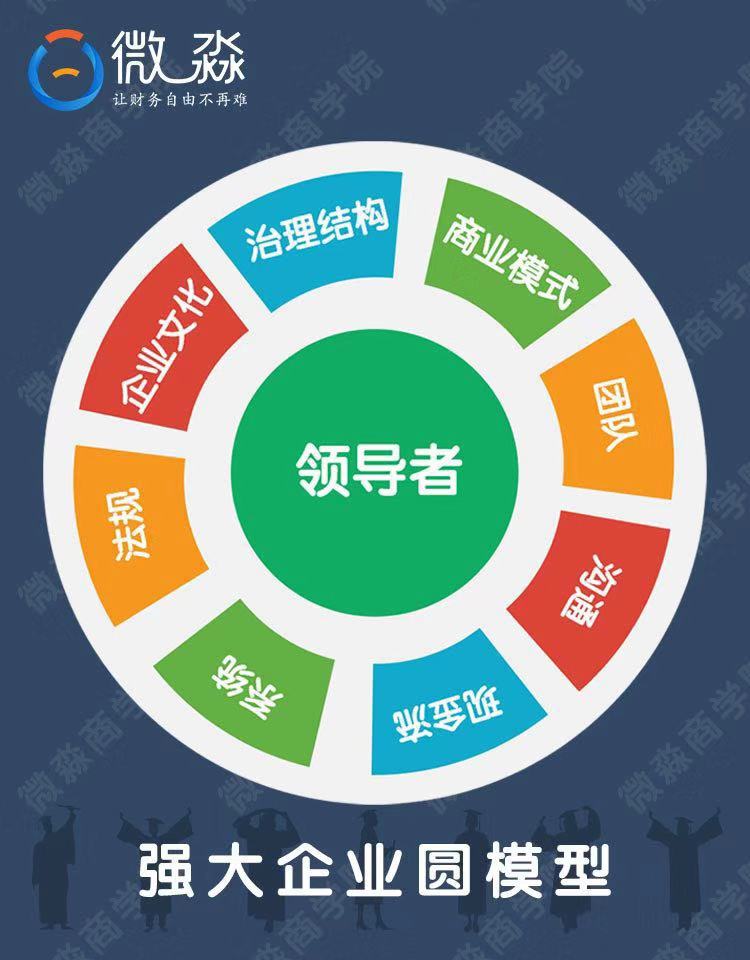 微淼
让财务自由不再难
治理结构
商业模式
团队
沟通
现金流
系统
法规
企业文化
领导者
强大企业圆模型
微淼商学院